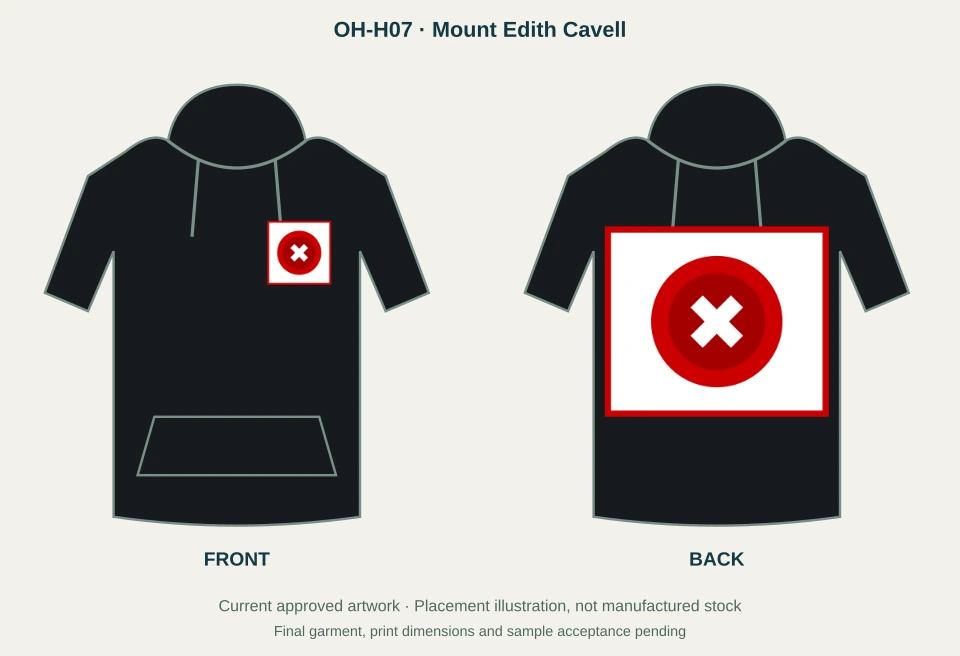 OH-H07 · Mount Edith Cavell
FRONT
BACK
Current approved artwork · Placement illustration, not manufactured stock
Final garment, print dimensions and sample acceptance pending